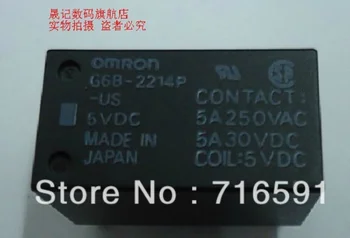 晟记数码旗舰店
实物拍摄 盗者必究
omron
G6B-2214P
-US
5VDC
MADE IN
JAPAN
CONTACT:
5A250VAC
5A30VDC
COIL:5VDC
Store No: 716591